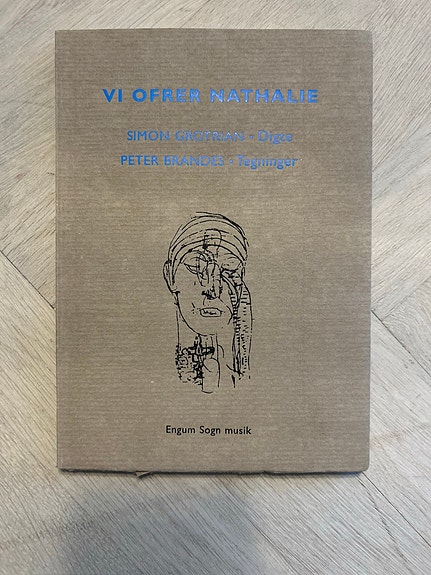 VI OFRER NATHALIE
SIMON GROTRIAN - Digte
PETER BRANDES - Tegninger
Engum Sogn musik